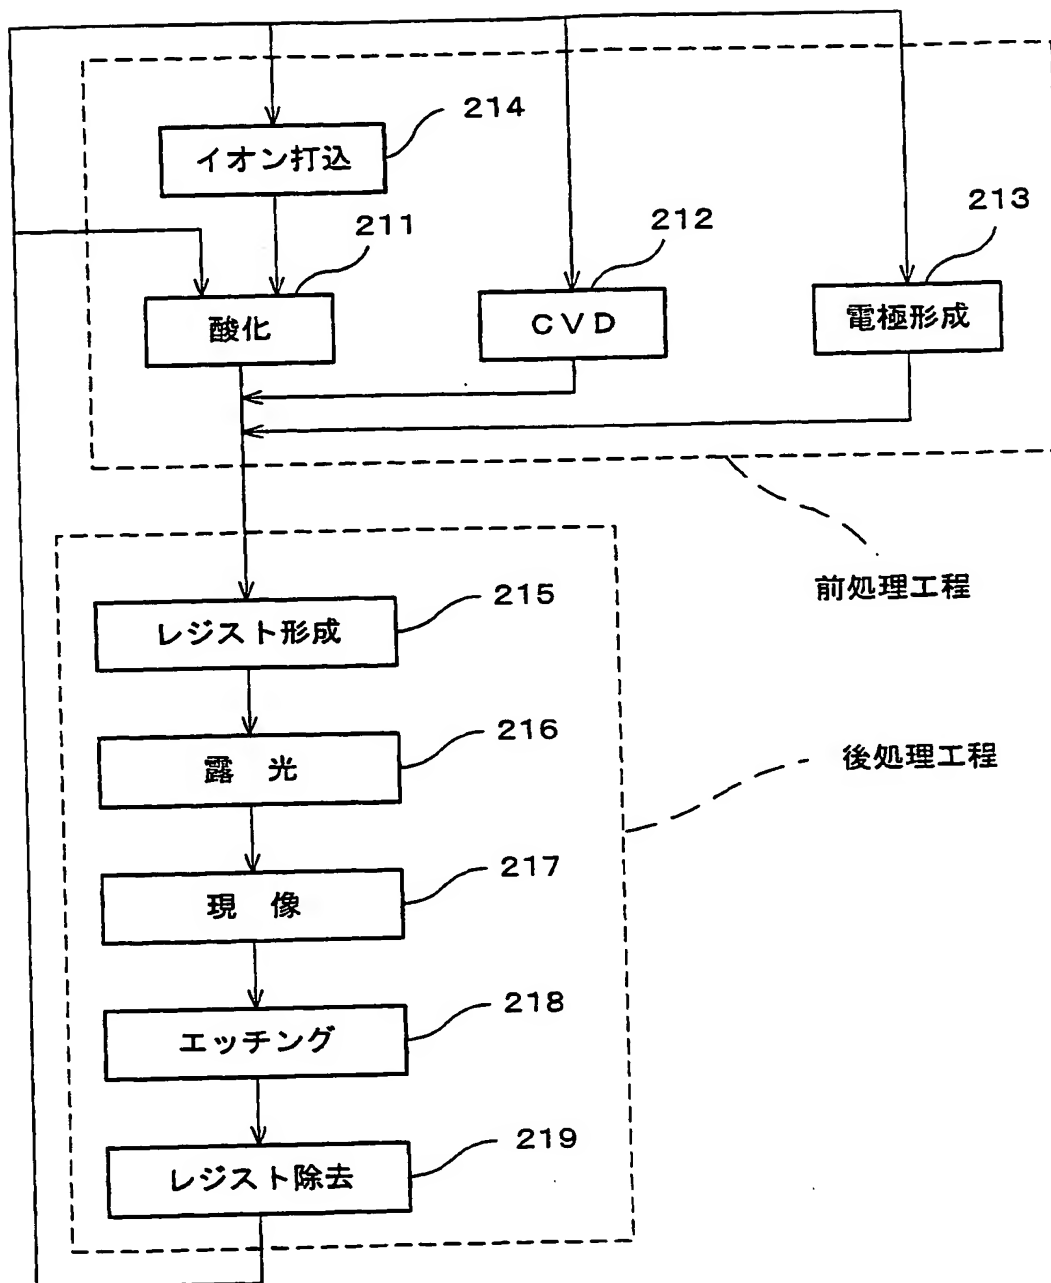 214
イオン打込
211
212
213
酸化
CVD
電極形成
前処理工程
215
レジスト形成
216
露 光
後処理工程
217
現 像
218
エッチング
219
レジスト除去